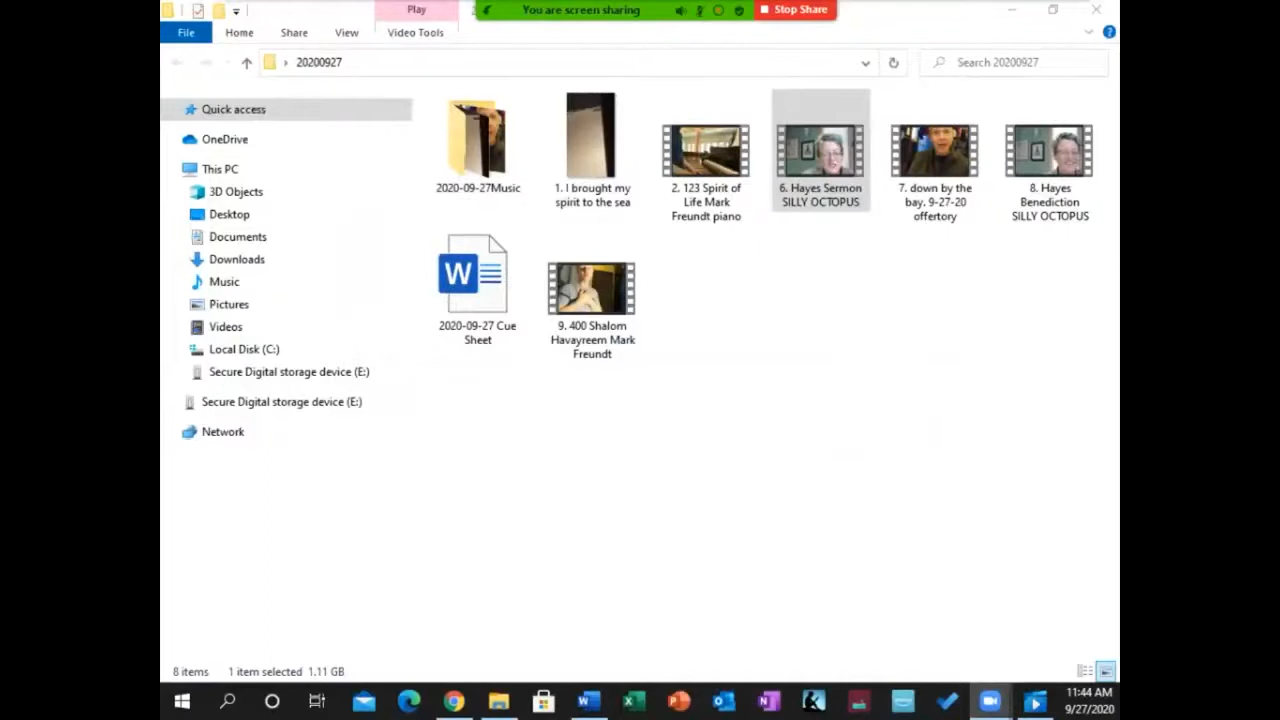 Play
You are screen sharing
Stop Share
File
Home
Share
View
Video Tools
20200927
Search 20200927
Quick access
OneDrive
This PC
3D Objects
Desktop
Documents
Downloads
Music
Pictures
Videos
Local Disk (C:)
Secure Digital storage device (E:)
Secure Digital storage device (E:)
Network
2020-09-27Music
1. I brought my
spirit to the sea
2. 123 Spirit of
Life Mark
Freundt piano
6. Hayes Sermon
SILLY OCTOPUS
7. down by the
bay. 9-27-20
offertory
8. Hayes
Benediction
SILLY OCTOPUS
W
2020-09-27 Cue
Sheet
9. 400 Shalom
Havayreem Mark
Freundt
8 items
1 item selected 1.11 GB
11:44 AM
9/27/2020